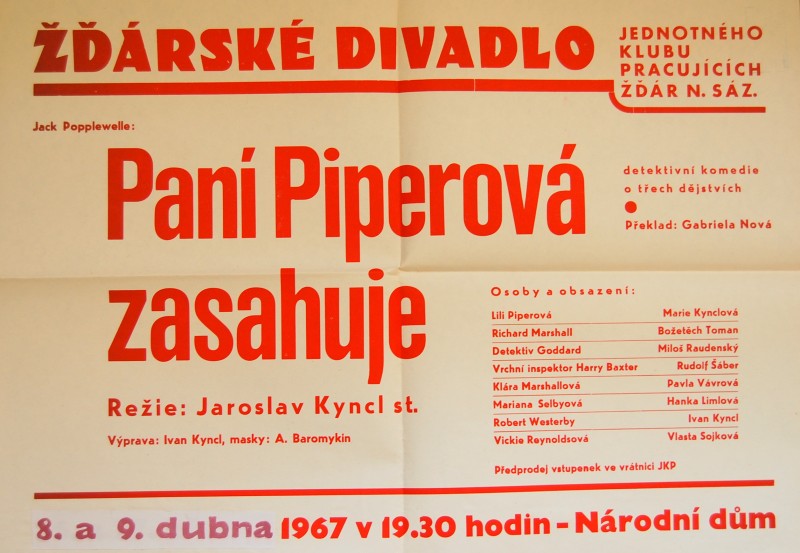 ŽĎÁRSKÉ DIVADLO
JEDNOTNÉHO
KLUBU
PRACUJÍCÍCH
ŽĎÁR N. SÁZ.
Jack Popplewelle:
Paní Piperová
zasahuje
detektivní komedie
o třech dějstvích
Překlad: Gabriela Nová
Režie: Jaroslav Kyncl st.
Výprava: Ivan Kyncl, masky: A. Baromykin
Osoby a obsazení:
Lili Piperová Marie Kynclová
Richard Marshall Božetěch Toman
Detektiv Goddard Miloš Raudenský
Vrchní inspektor Harry Baxter Rudolf Šáber
Klára Marshallová Pavla Vávrová
Mariana Selbyová Hanka Limlová
Robert Westerby Ivan Kyncl
Vickie Reynoldsová Vlasta Sojková
Předprodej vstupenek ve vrátnici JKP
8. a 9. dubna 1967 v 19.30 hodin - Národní dům